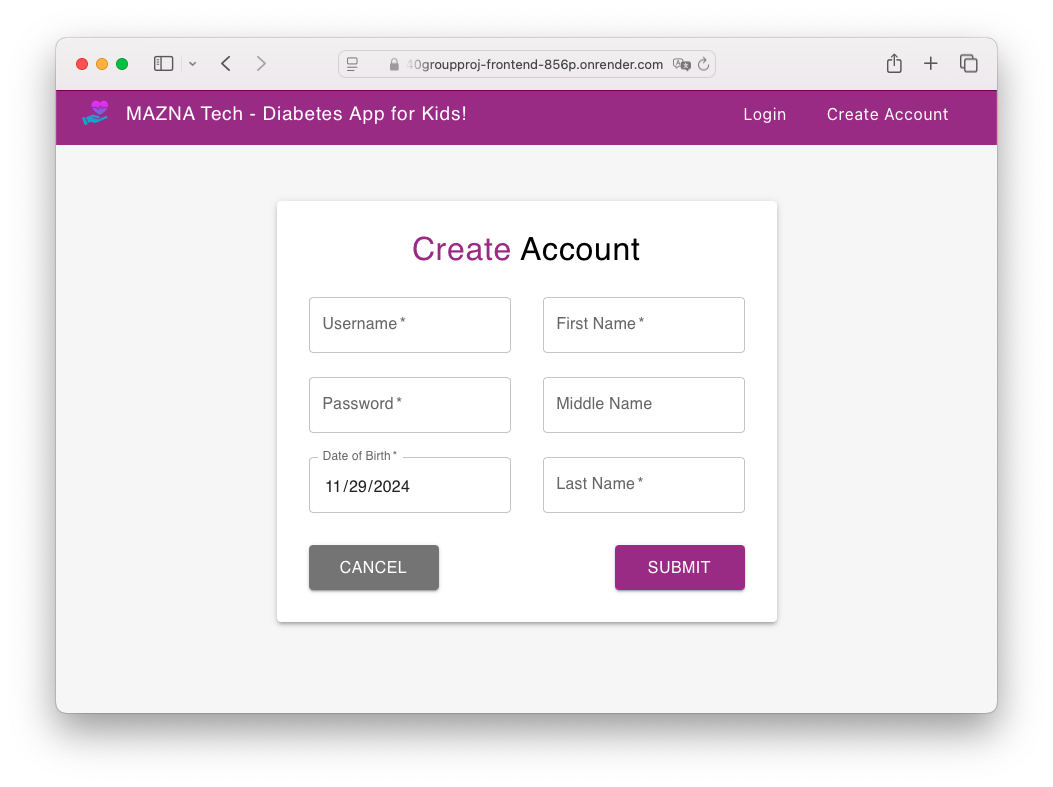 40groupproj-frontend-856p.onrender.com
MAZNA Tech - Diabetes App for Kids!
Login
Create Account
Create Account
Username *
First Name *
Password *
Middle Name
Date of Birth *
11/29/2024
Last Name *
CANCEL
SUBMIT